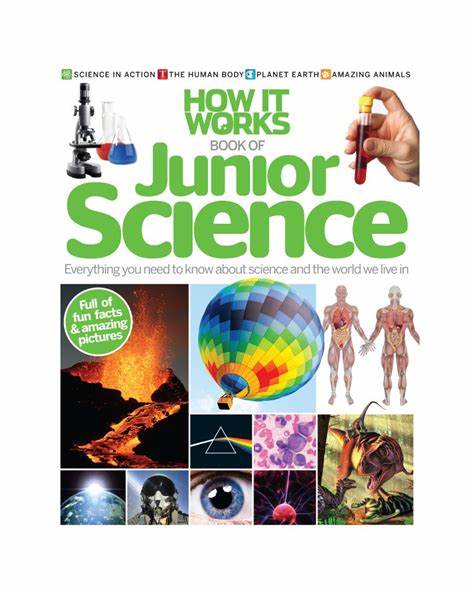 SCIENCE IN ACTION THE HUMAN BODY PLANET EARTH AMAZING ANIMALS
HOW IT
WORKS
BOOK OF
Junior
Science
Everything you need to know about science and the world we live in
Full of
fun facts
& amazing
pictures